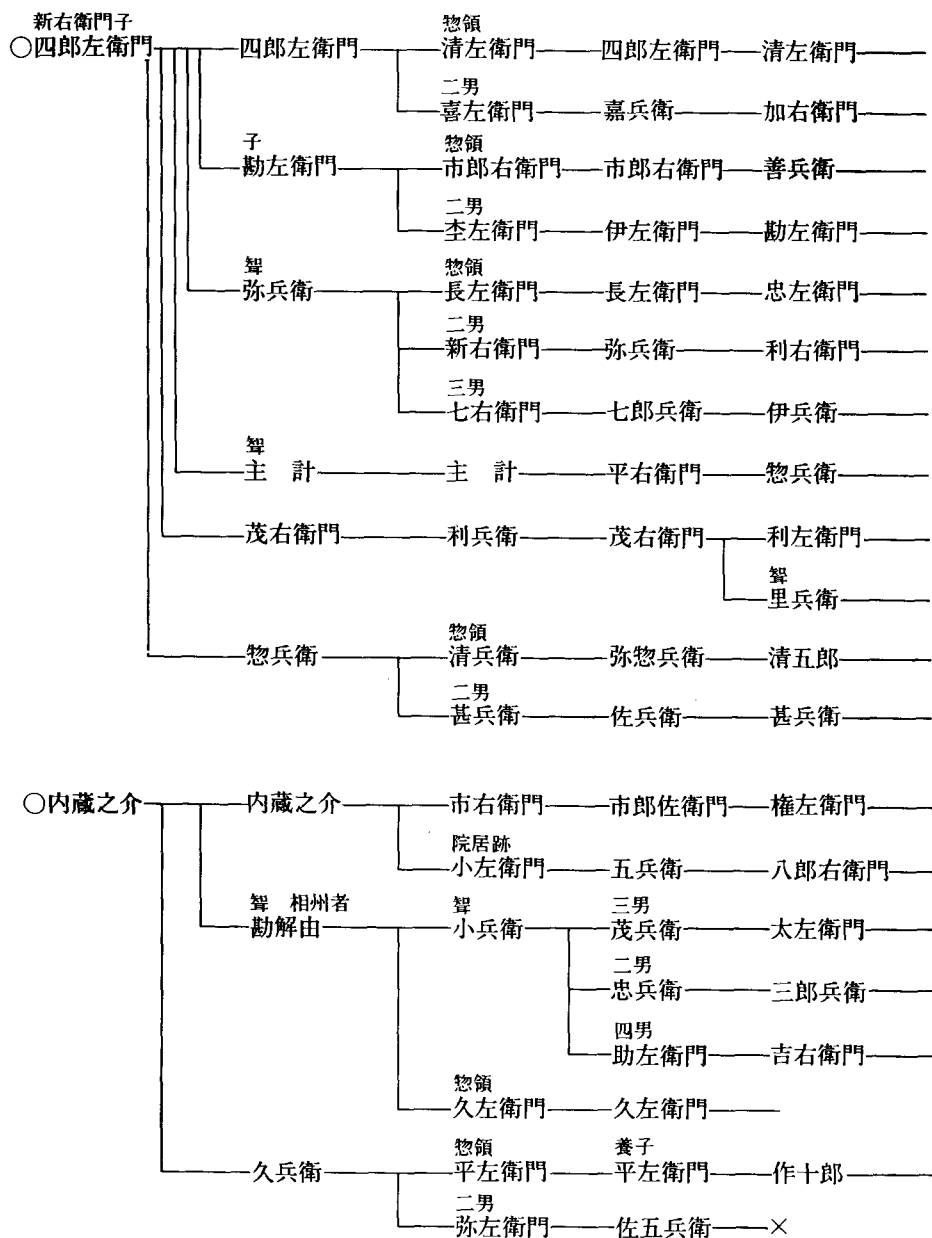 新右衛門子
○四郎左衛門 四郎左衛門 惣領 清左衛門 四郎左衛門 清左衛門
二男 喜左衛門 嘉兵衛 加右衛門
子 勘左衛門 惣領 市郎右衛門 市郎右衛門 善兵衛
二男 杢左衛門 伊左衛門 勘左衛門
聟 弥兵衛 惣領 長左衛門 長左衛門 忠左衛門
二男 新右衛門 弥兵衛 利右衛門
三男 七右衛門 七郎兵衛 伊兵衛
聟 主計 主計 平右衛門 惣兵衛
茂右衛門 利兵衛 茂右衛門 利左衛門
聟 里兵衛
惣兵衛 惣領 清兵衛 弥惣兵衛 清五郎
二男 甚兵衛 佐兵衛 甚兵衛
○内蔵之介 内蔵之介 市右衛門 市郎佐衛門 権左衛門
院居跡 小左衛門 五兵衛 八郎右衛門
聟 相州者 勘解由 聟 小兵衛 三男 茂兵衛 太左衛門
二男 忠兵衛 三郎兵衛
四男 助左衛門 吉右衛門
惣領 久左衛門 久左衛門
久兵衛 惣領 平左衛門 養子 平左衛門 作十郎
二男 弥左衛門 佐五兵衛 ×